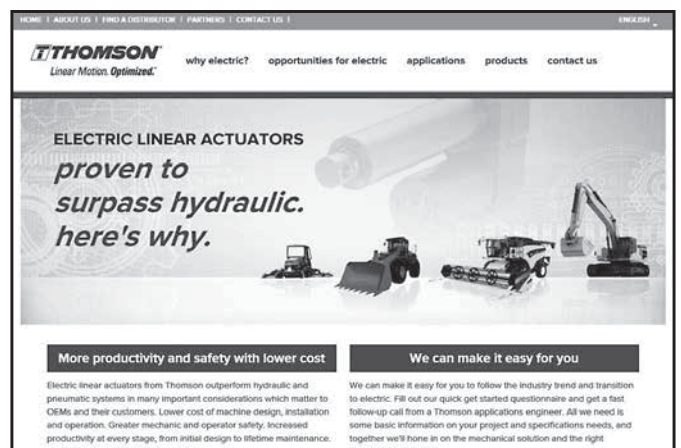 HOME | ABOUT US | FIND A DISTRIBUTOR | PARTNERS | CONTACT US |
ENGLISH
THOMSON
Linear Motion. Optimized.™
why electric? opportunities for electric applications products contact us
ELECTRIC LINEAR ACTUATORS
proven to
surpass hydraulic.
here's why.
More productivity and safety with lower cost
Electric linear actuators from Thomson outperform hydraulic and
pneumatic systems in many important considerations which matter to
OEMs and their customers. Lower cost of machine design, installation
and operation. Greater mechanic and operator safety. Increased
productivity at every stage, from initial design to lifetime maintenance.
We can make it easy for you
We can make it easy for you to follow the industry trend and transition
to electric. Fill out our quick get started questionnaire and get a fast
follow-up call from a Thomson applications engineer. All we need is
some basic information on your project and specifications needs, and
together we'll hone in on the mechanical solution and the right